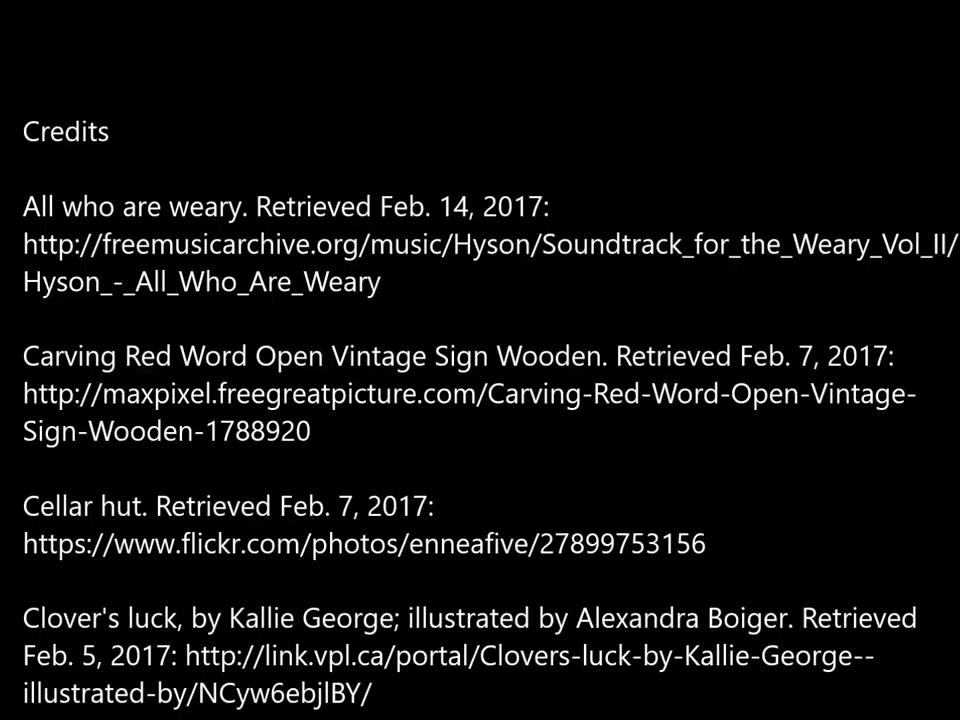 Credits
All who are weary. Retrieved Feb. 14, 2017:
http://freemusicarchive.org/music/Hyson/Soundtrack_for_the_Weary_Vol_II/
Hyson_-_All_Who_Are_Weary
Carving Red Word Open Vintage Sign Wooden. Retrieved Feb. 7, 2017:
http://maxpixel.freegreatpicture.com/Carving-Red-Word-Open-Vintage-
Sign-Wooden-1788920
Cellar hut. Retrieved Feb. 7, 2017:
https://www.flickr.com/photos/enneafive/27899753156
Clover's luck, by Kallie George; illustrated by Alexandra Boiger. Retrieved
Feb. 5, 2017: http://link.vpl.ca/portal/Clovers-luck-by-Kallie-George--
illustrated-by/NCyw6ebjlBY/